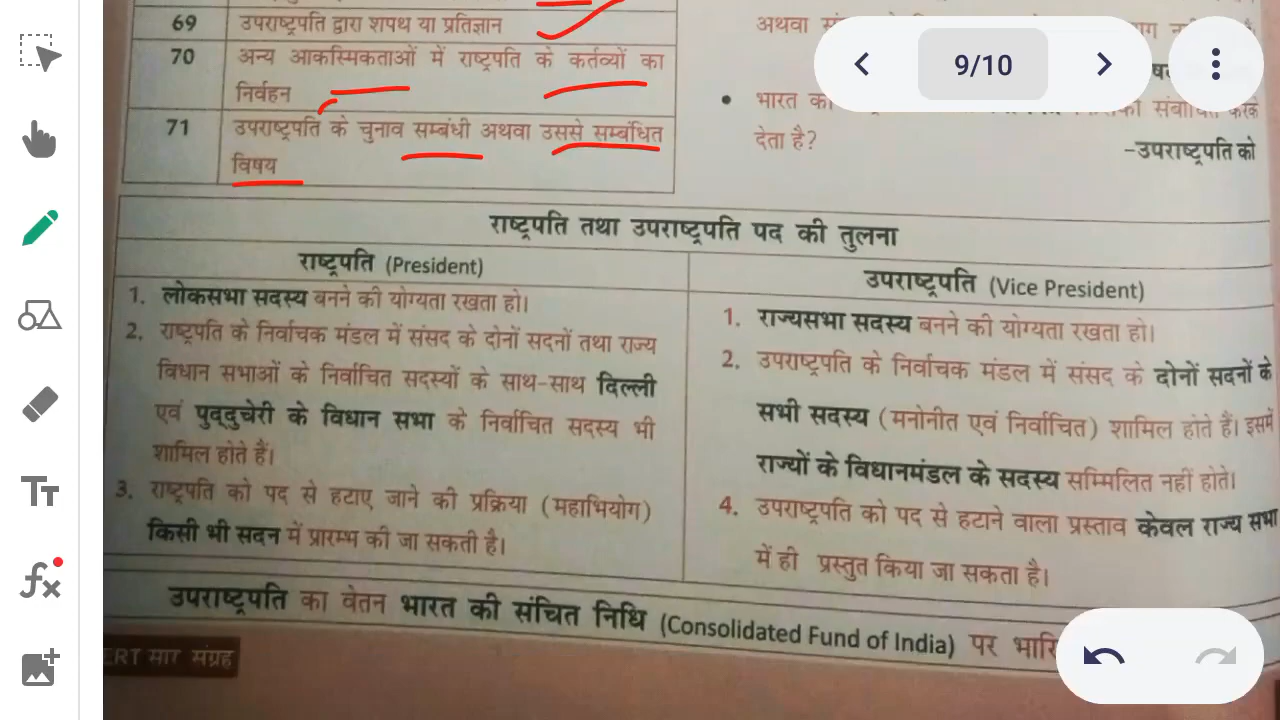 69 उपराष्ट्रपति द्वारा शपथ या प्रतिज्ञान
70 अन्य आकस्मिकताओं में राष्ट्रपति के कर्तव्यों का
निर्वहन
71 उपराष्ट्रपति के चुनाव सम्बंधी अथवा उससे सम्बंधित
विषय
अथवा
9/10
• भारत का संबोधित करके
देता है?
–उपराष्ट्रपति को
राष्ट्रपति तथा उपराष्ट्रपति पद की तुलना
राष्ट्रपति (President)
1. लोकसभा सदस्य बनने की योग्यता रखता हो।
2. राष्ट्रपति के निर्वाचक मंडल में संसद के दोनों सदनों तथा राज्य
विधान सभाओं के निर्वाचित सदस्यों के साथ-साथ दिल्ली
एवं पुद्दुचेरी के विधान सभा के निर्वाचित सदस्य भी
शामिल होते हैं।
3. राष्ट्रपति को पद से हटाए जाने की प्रक्रिया (महाभियोग)
किसी भी सदन में प्रारम्भ की जा सकती है।
उपराष्ट्रपति (Vice President)
1. राज्यसभा सदस्य बनने की योग्यता रखता हो।
2. उपराष्ट्रपति के निर्वाचक मंडल में संसद के दोनों सदनों के
सभी सदस्य (मनोनीत एवं निर्वाचित) शामिल होते हैं। इसमें
राज्यों के विधानमंडल के सदस्य सम्मिलित नहीं होते।
4. उपराष्ट्रपति को पद से हटाने वाला प्रस्ताव केवल राज्य सभा
में ही प्रस्तुत किया जा सकता है।
उपराष्ट्रपति का वेतन भारत की संचित निधि (Consolidated Fund of India) पर
सार संग्रह
Tт
fx